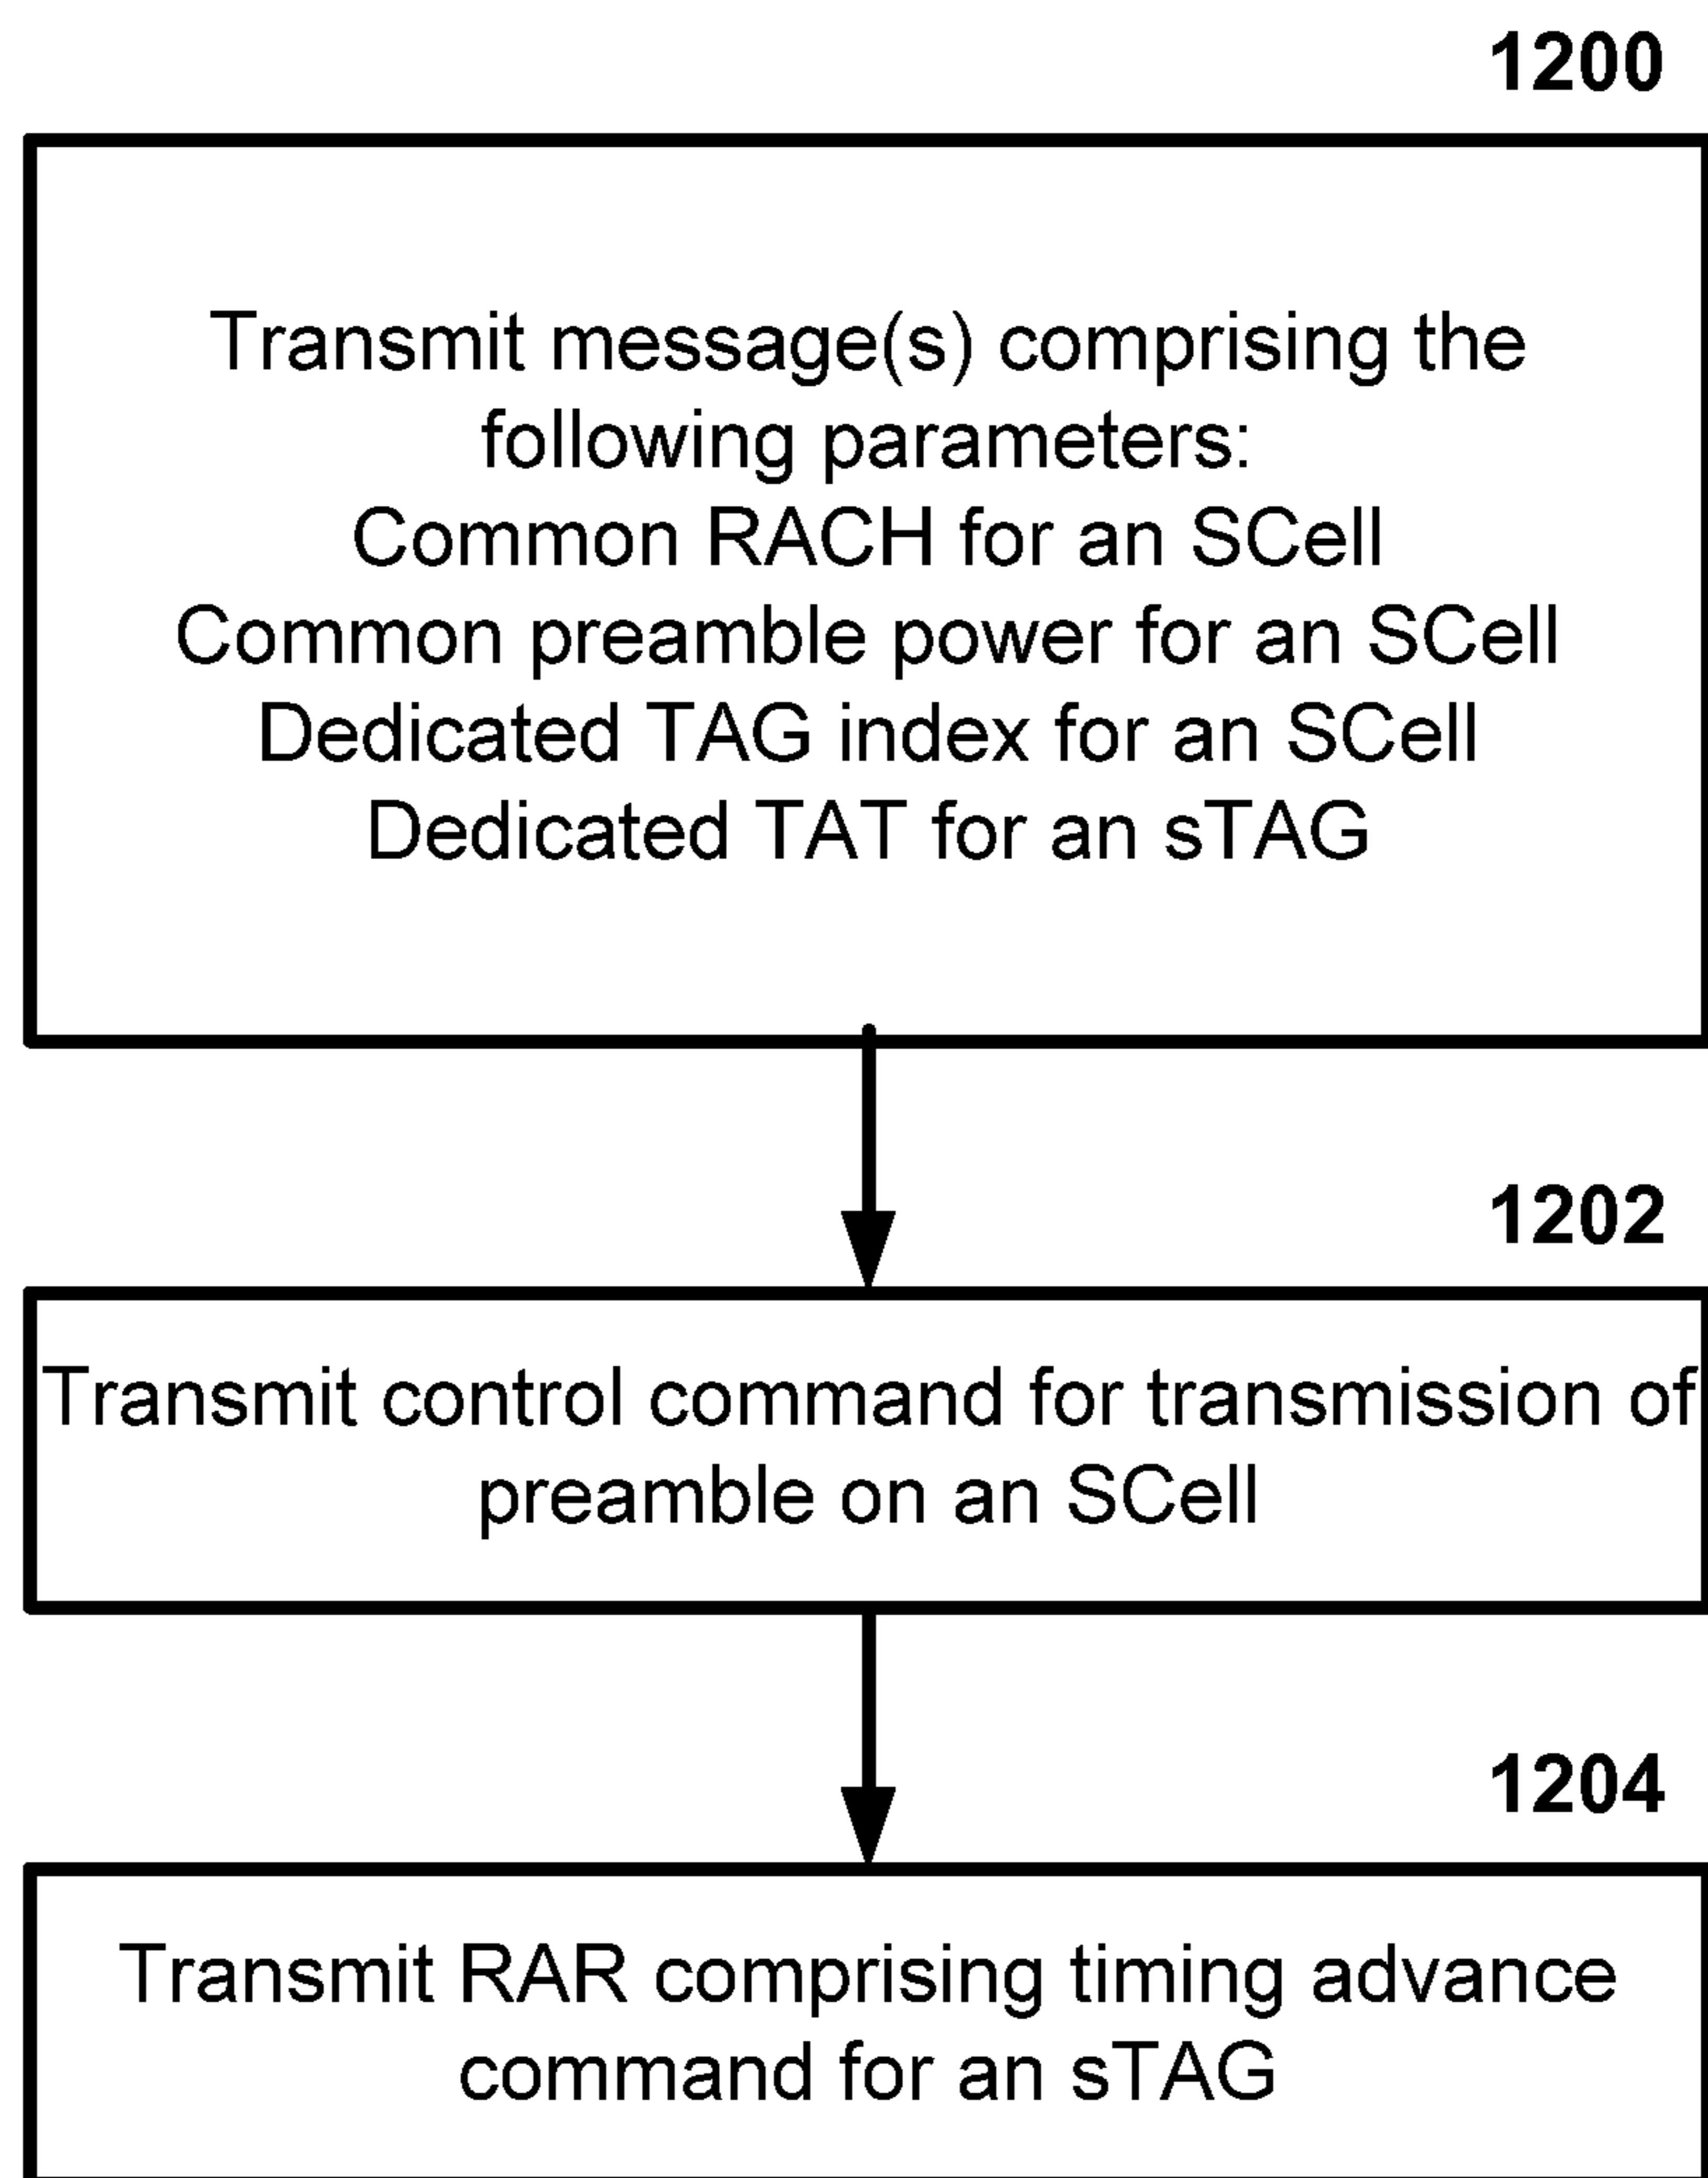 1200
Transmit message(s) comprising the
following parameters:
Common RACH for an SCell
Common preamble power for an SCell
Dedicated TAG index for an SCell
Dedicated TAT for an sTAG
1202
Transmit control command for transmission of
preamble on an SCell
1204
Transmit RAR comprising timing advance
command for an sTAG